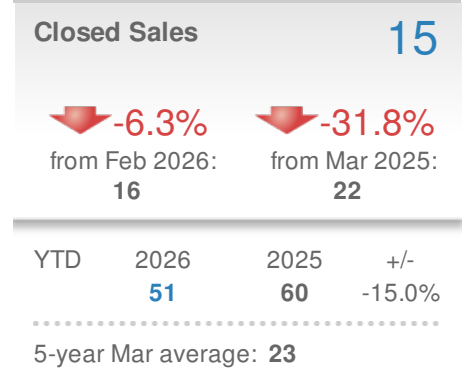 Closed Sales 15
-6.3% -31.8%
from Feb 2026: from Mar 2025:
16 22
YTD 2026 2025 +/-
51 60 -15.0%
5-year Mar average: 23